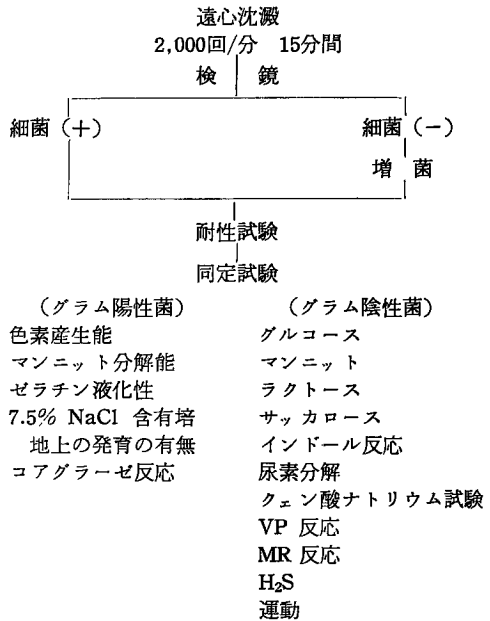 遠心沈澱
2,000回/分 15分間
検 鏡
細菌(+) 細菌(-)
増 菌
耐性試験
同定試験
(グラム陽性菌) (グラム陰性菌)
色素産生能 グルコース
マンニット分解能 マンニット
ゼラチン液化性 ラクトース
7.5% NaCl 含有培 サッカロース
地上の発育の有無 インドール反応
コアグラーゼ反応 尿素分解
クェン酸ナトリウム試験
VP 反応
MR 反応
H₂S
運動